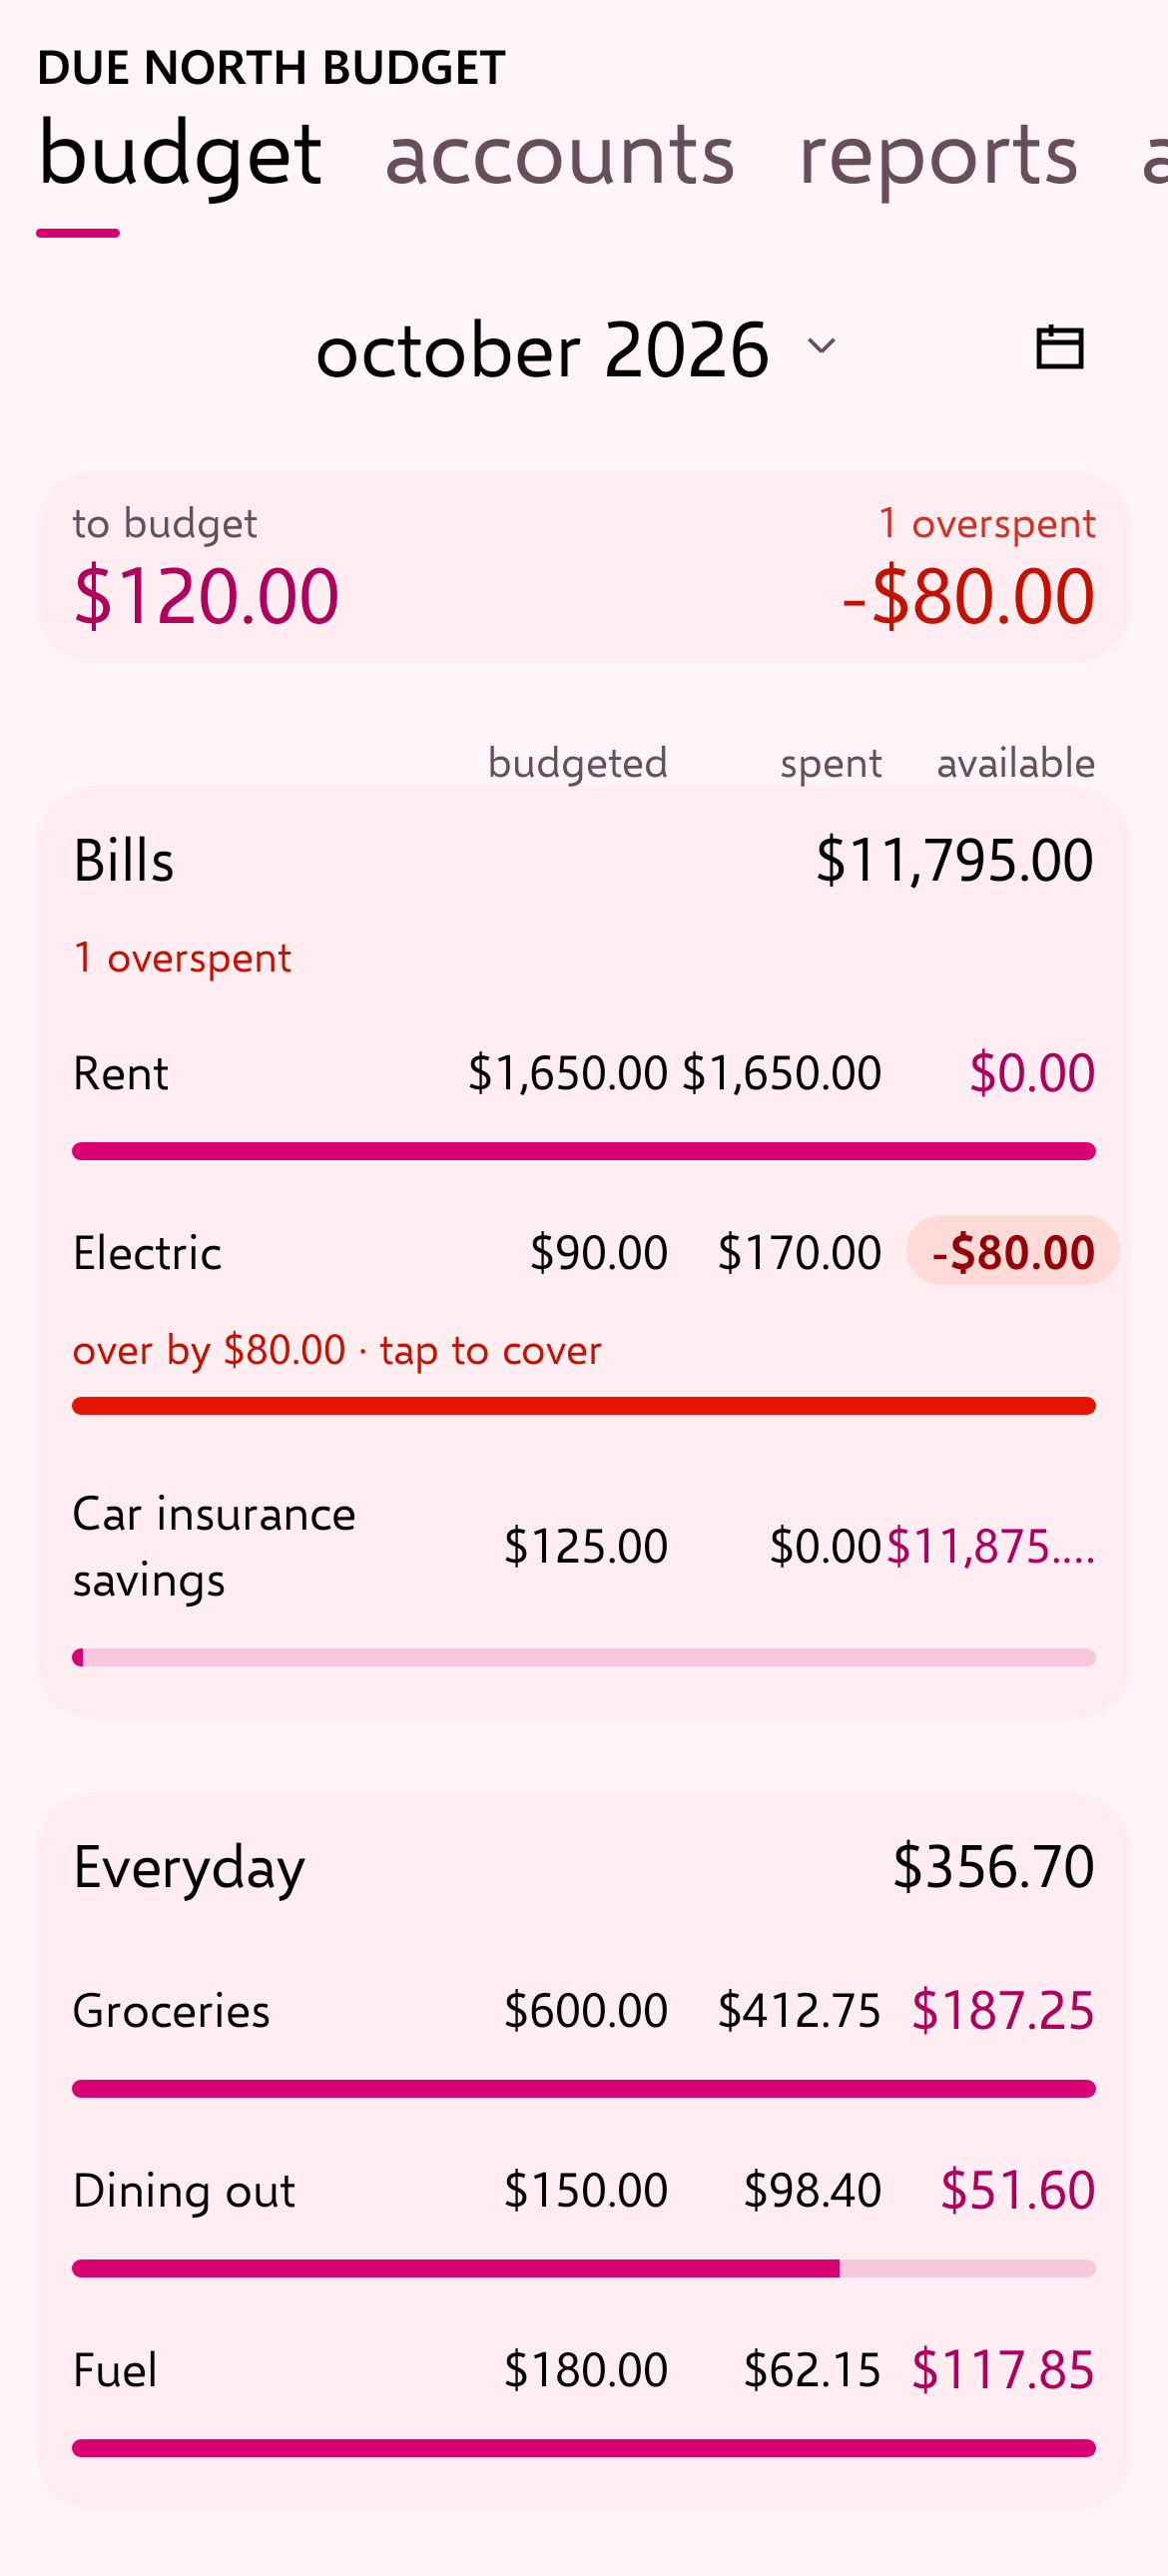 DUE NORTH BUDGET
budget accounts reports a
october 2026
to budget 1 overspent
$120.00 -$80.00
budgeted spent available
Bills $11,795.00
1 overspent
Rent $1,650.00 $1,650.00 $0.00
Electric $90.00 $170.00 -$80.00
over by $80.00 · tap to cover
Car insurance
savings $125.00 $0.00 $11,875....
Everyday $356.70
Groceries $600.00 $412.75 $187.25
Dining out $150.00 $98.40 $51.60
Fuel $180.00 $62.15 $117.85